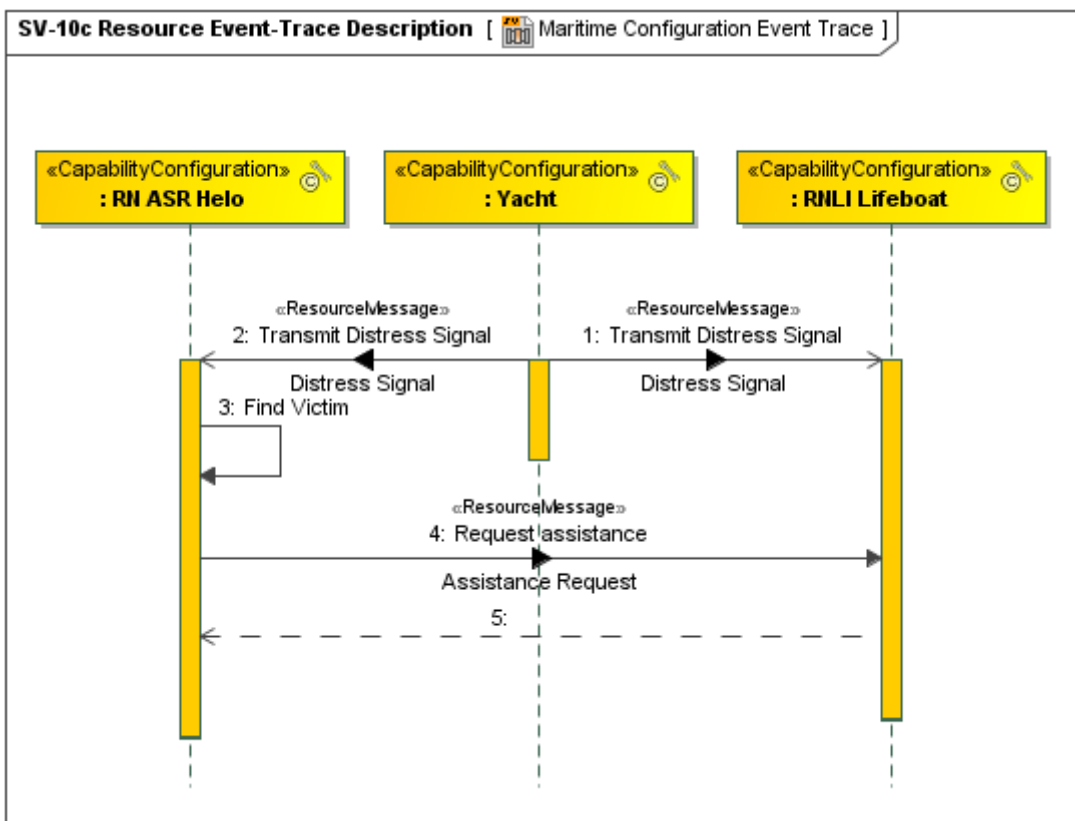 SV-10c Resource Event-Trace Description [ Maritime Configuration Event Trace ]
«CapabilityConfiguration»
: RN ASR Helo
«CapabilityConfiguration»
: Yacht
«CapabilityConfiguration»
: RNLI Lifeboat
«ResourceMessage»
2: Transmit Distress Signal
Distress Signal
«ResourceMessage»
1: Transmit Distress Signal
Distress Signal
3: Find Victim
«ResourceMessage»
4: Request assistance
Assistance Request
5: